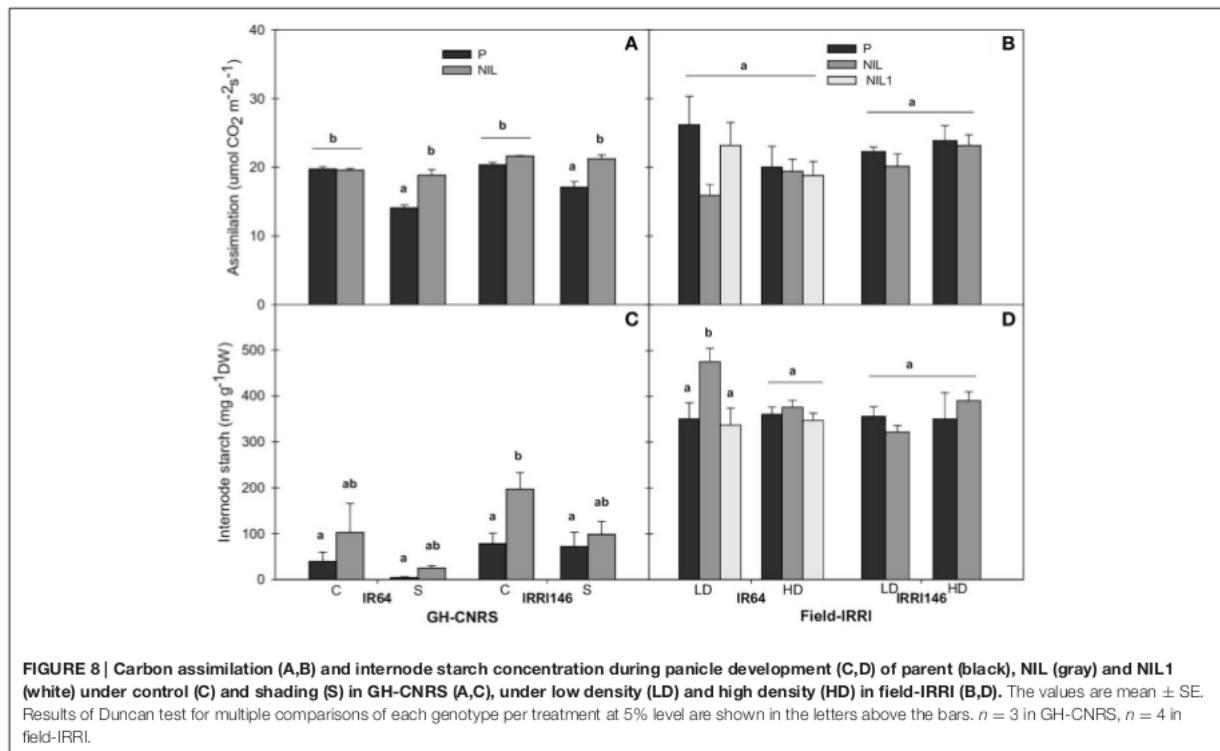 40
30
20
10
0
Assimilation (umol CO2 m-2s-1)
A
P
NIL
b
a
b
b
a
b
B
P
NIL
NIL1
a
a
500
400
300
200
100
0
Internode starch (mg g-1DW)
C
a
ab
a
ab
a
b
a
ab
C S C S
IR64 IRRI146
GH-CNRS
D
a
b
a
a
a
LD HD LD HD
IR64 IRRI146
Field-IRRI
FIGURE 8 | Carbon assimilation (A,B) and internode starch concentration during panicle development (C,D) of parent (black), NIL (gray) and NIL1
(white) under control (C) and shading (S) in GH-CNRS (A,C), under low density (LD) and high density (HD) in field-IRRI (B,D). The values are mean ± SE.
Results of Duncan test for multiple comparisons of each genotype per treatment at 5% level are shown in the letters above the bars. n = 3 in GH-CNRS, n = 4 in
field-IRRI.